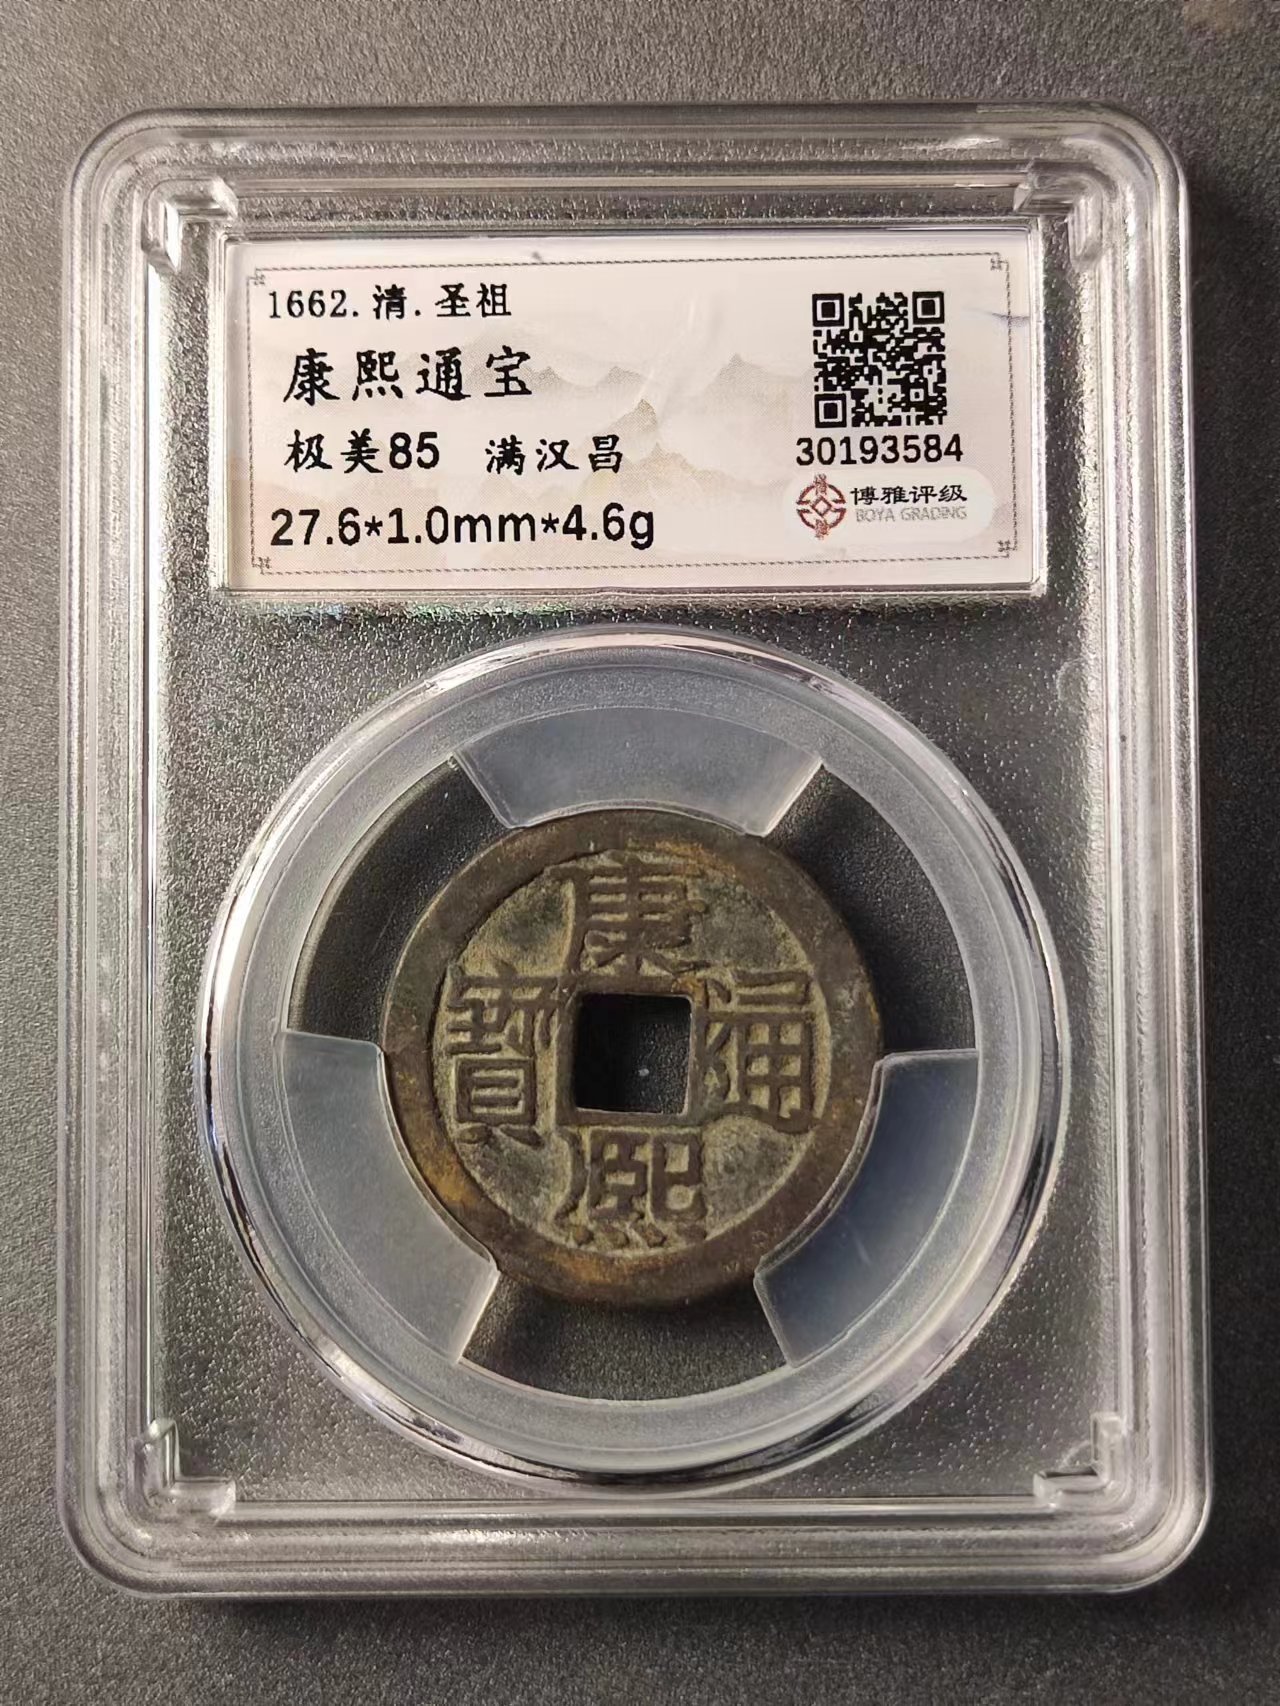 1662.清.圣祖
康熙通宝
极美85 满汉昌
27.6*1.0mm*4.6g
30193584
博雅评级
BOYA GRADING
康熙通寶